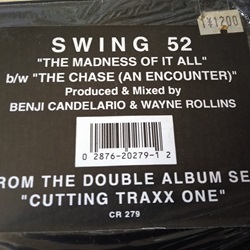 ¥1200
SWING 52
"THE MADNESS OF IT ALL"
b/w "THE CHASE (AN ENCOUNTER)"
Produced & Mixed by
BENJI CANDELARIO & WAYNE ROLLINS
0 2876-20279-1 2
ROM THE DOUBLE ALBUM SE
"CUTTING TRAXX ONE"
CR 279